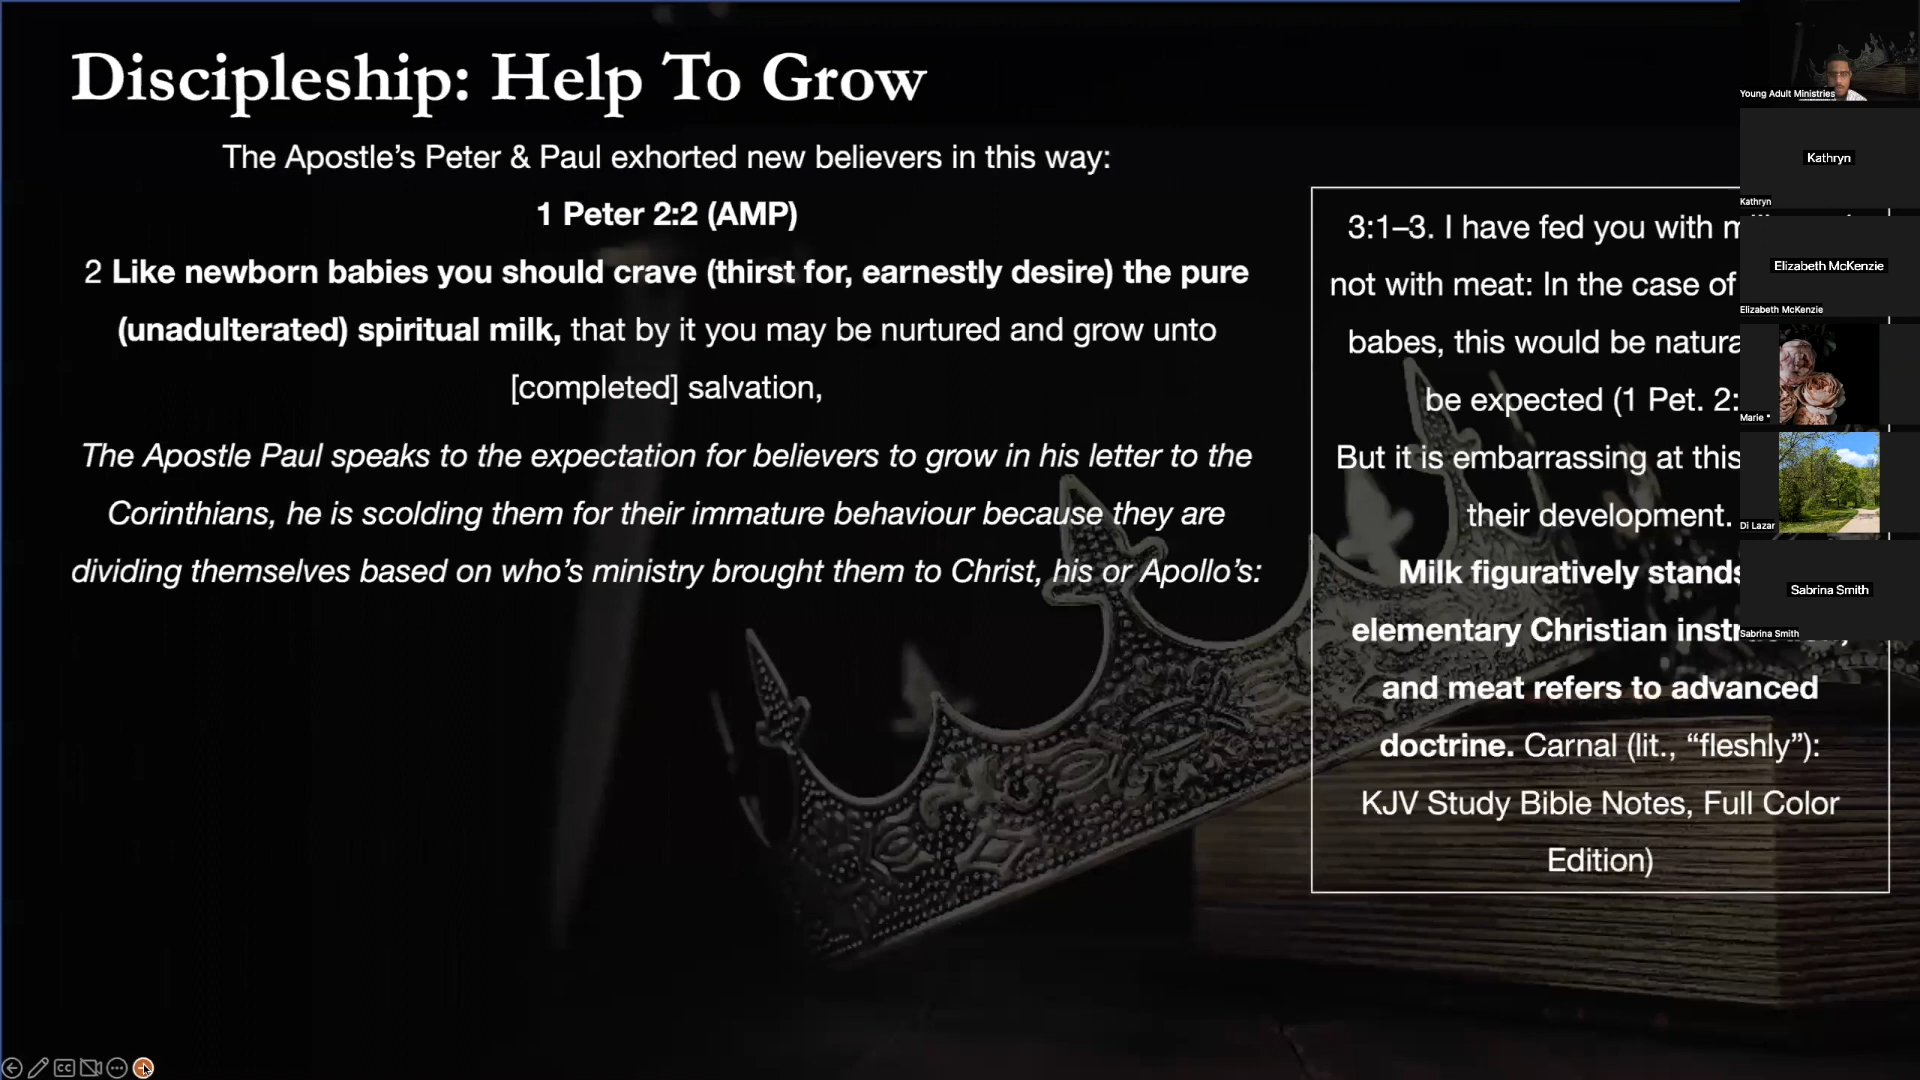 Discipleship: Help To Grow
The Apostle's Peter & Paul exhorted new believers in this way:
1 Peter 2:2 (AMP)
2 Like newborn babies you should crave (thirst for, earnestly desire) the pure
(unadulterated) spiritual milk, that by it you may be nurtured and grow unto
[completed] salvation,
The Apostle Paul speaks to the expectation for believers to grow in his letter to the
Corinthians, he is scolding them for their immature behaviour because they are
dividing themselves based on who's ministry brought them to Christ, his or Apollo's:
3:1–3. I have fed you with
not with meat: In the case of
babes, this would be
be expected (1 Pet. 2:
But it is embarrassing at this
their development.
Milk figuratively stands
elementary Christian
and meat refers to advanced
doctrine. Carnal (lit., “fleshly”):
KJV Study Bible Notes, Full Color
Edition)
Young Adult Ministries
Kathryn
Kathryn
Elizabeth McKenzie
Elizabeth McKenzie
Marie *
Di Lazar
Sabrina Smith
Sabrina Smith
CC